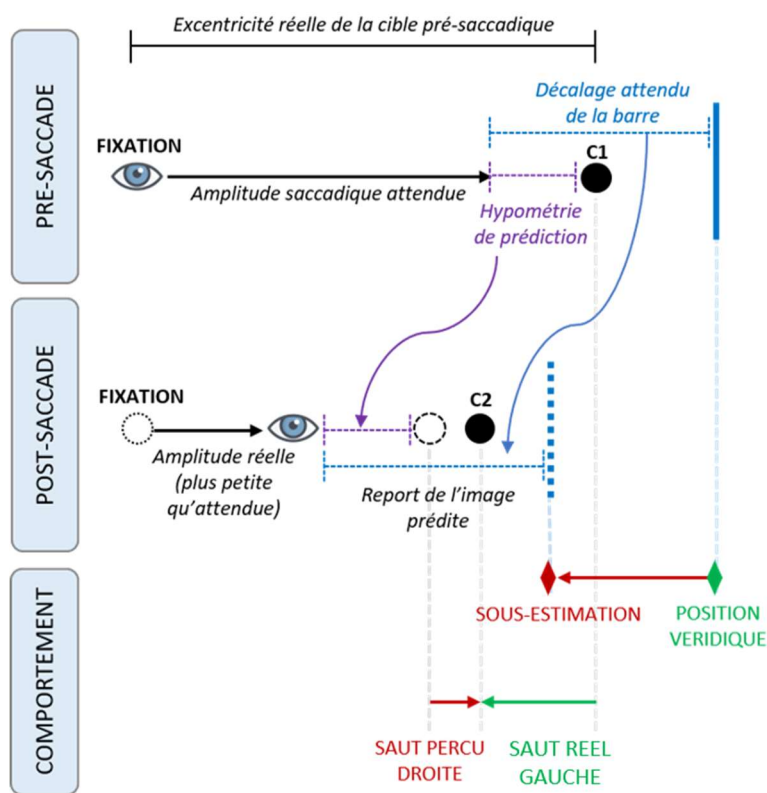 Excentricité réelle de la cible pré-saccadique
PRE-SACCADE
Décalage attendu
de la barre
FIXATION
C1
Amplitude saccadique attendue
Hypométrie
de prédiction
POST-SACCADE
FIXATION
C2
Amplitude réelle
(plus petite
qu'attendue)
Report de l'image
prédite
COMPORTEMENT
SOUS-ESTIMATION
POSITION
VERIDIQUE
SAUT PERCU
DROITE
SAUT REEL
GAUCHE